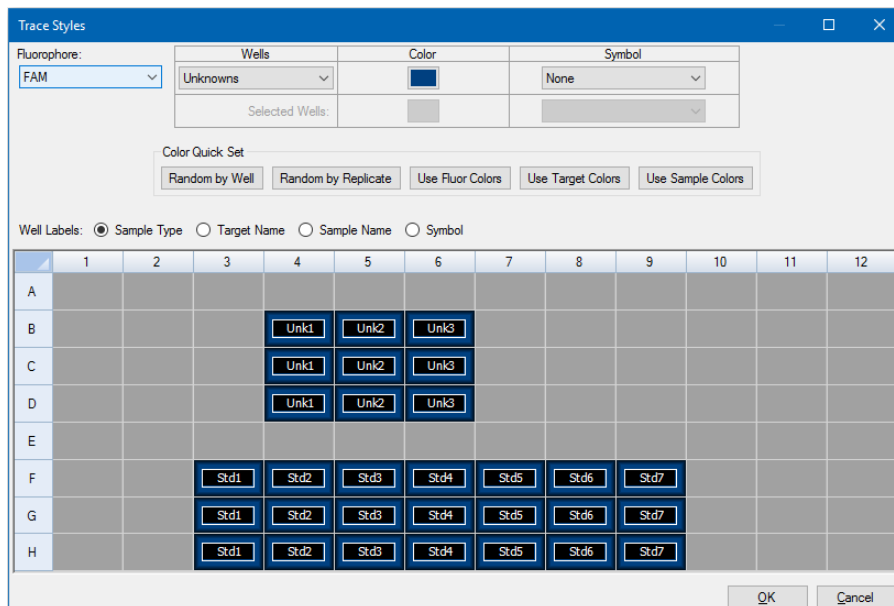 Trace Styles
Fluorophore: Wells Color Symbol
FAM Unknowns None
Selected Wells:
Color Quick Set
Random by Well Random by Replicate Use Fluor Colors Use Target Colors Use Sample Colors
Well Labels: Sample Type Target Name Sample Name Symbol
1 2 3 4 5 6 7 8 9 10 11 12
A
B Unk1 Unk2 Unk3
C Unk1 Unk2 Unk3
D Unk1 Unk2 Unk3
E
F Std1 Std2 Std3 Std4 Std5 Std6 Std7
G Std1 Std2 Std3 Std4 Std5 Std6 Std7
H Std1 Std2 Std3 Std4 Std5 Std6 Std7
OK Cancel